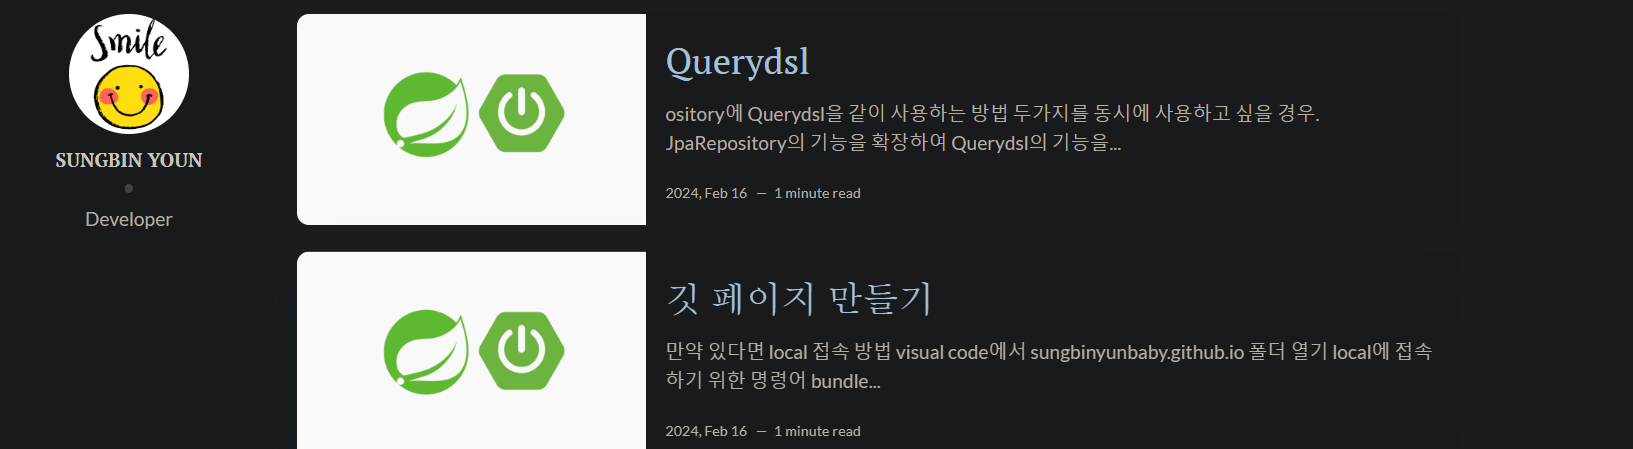 Smile
SUNGBIN YOUN
Developer
Querydsl
ository에 Querydsl을 같이 사용하는 방법 두가지를 동시에 사용하고 싶을 경우.
JpaRepository의 기능을 확장하여 Querydsl의 기능을...
2024, Feb 16 — 1 minute read
깃 페이지 만들기
만약 있다면 local 접속 방법 visual code에서 sungbinyunbaby.github.io 폴더 열기 local에 접속
하기 위한 명령어 bundle...
2024, Feb 16 — 1 minute read